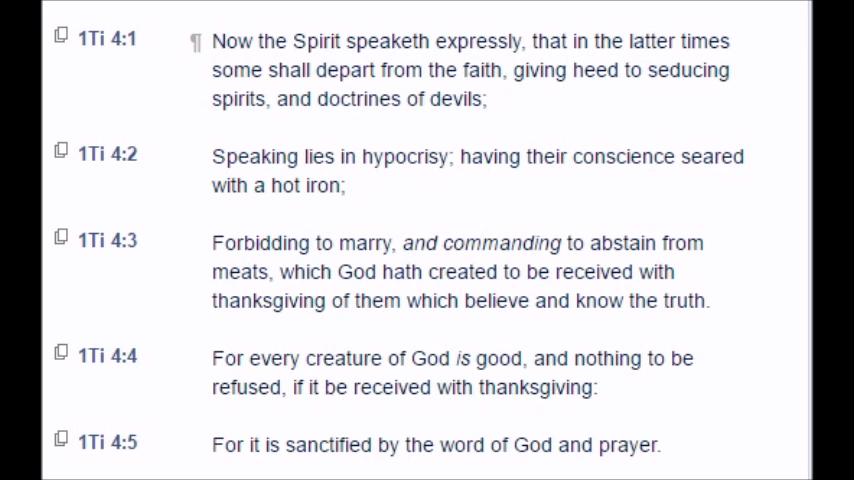 1Ti 4:1 ¶ Now the Spirit speaketh expressly, that in the latter times
some shall depart from the faith, giving heed to seducing
spirits, and doctrines of devils;
1Ti 4:2 Speaking lies in hypocrisy; having their conscience seared
with a hot iron;
1Ti 4:3 Forbidding to marry, and commanding to abstain from
meats, which God hath created to be received with
thanksgiving of them which believe and know the truth.
1Ti 4:4 For every creature of God is good, and nothing to be
refused, if it be received with thanksgiving:
1Ti 4:5 For it is sanctified by the word of God and prayer.